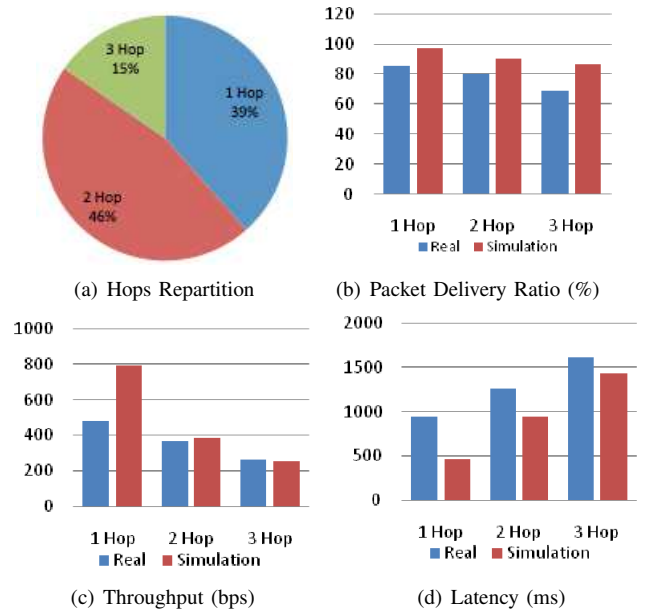 3 Hop
15%
1 Hop
39%
2 Hop
46%
(a) Hops Repartition
120
100
80
60
40
20
0
1 Hop 2 Hop 3 Hop
Real Simulation
(b) Packet Delivery Ratio (%)
1000
800
600
400
200
0
1 Hop 2 Hop 3 Hop
Real Simulation
(c) Throughput (bps)
2000
1500
1000
500
0
1 Hop 2 Hop 3 Hop
Real Simulation
(d) Latency (ms)